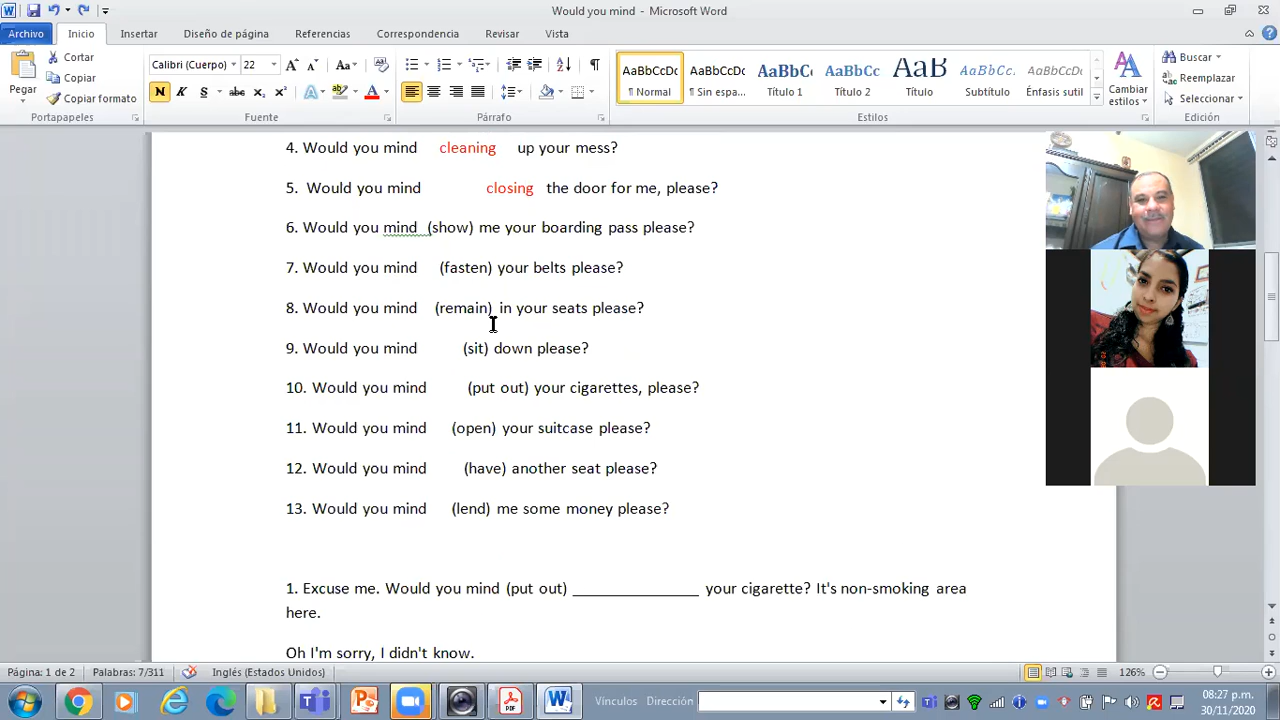 Would you mind - Microsoft Word
Archivo Inicio Insertar Diseño de página Referencias Correspondencia Revisar Vista
Pegar
Cortar
Copiar
Copiar formato
Portapapeles
Calibri (Cuerpo) 22
Fuente
Párrafo
AaBbCcDc AaBbCcDc AaBbC AaBbCc AaB AaBbCc. AaBbCcDc
¶ Normal ¶ Sin espa... Título 1 Título 2 Título Subtítulo Énfasis sutil
Cambiar estilos
Estilos
Buscar
Reemplazar
Seleccionar
Edición
4. Would you mind cleaning up your mess?
5. Would you mind closing the door for me, please?
6. Would you mind (show) me your boarding pass please?
7. Would you mind (fasten) your belts please?
8. Would you mind (remain) in your seats please?
9. Would you mind (sit) down please?
10. Would you mind (put out) your cigarettes, please?
11. Would you mind (open) your suitcase please?
12. Would you mind (have) another seat please?
13. Would you mind (lend) me some money please?
1. Excuse me. Would you mind (put out) _______________ your cigarette? It's non-smoking area
here.
Oh I'm sorry, I didn't know.
Página: 1 de 2 Palabras: 7/311 Inglés (Estados Unidos) 126%
Vínculos Dirección
08:27 p.m.
30/11/2020